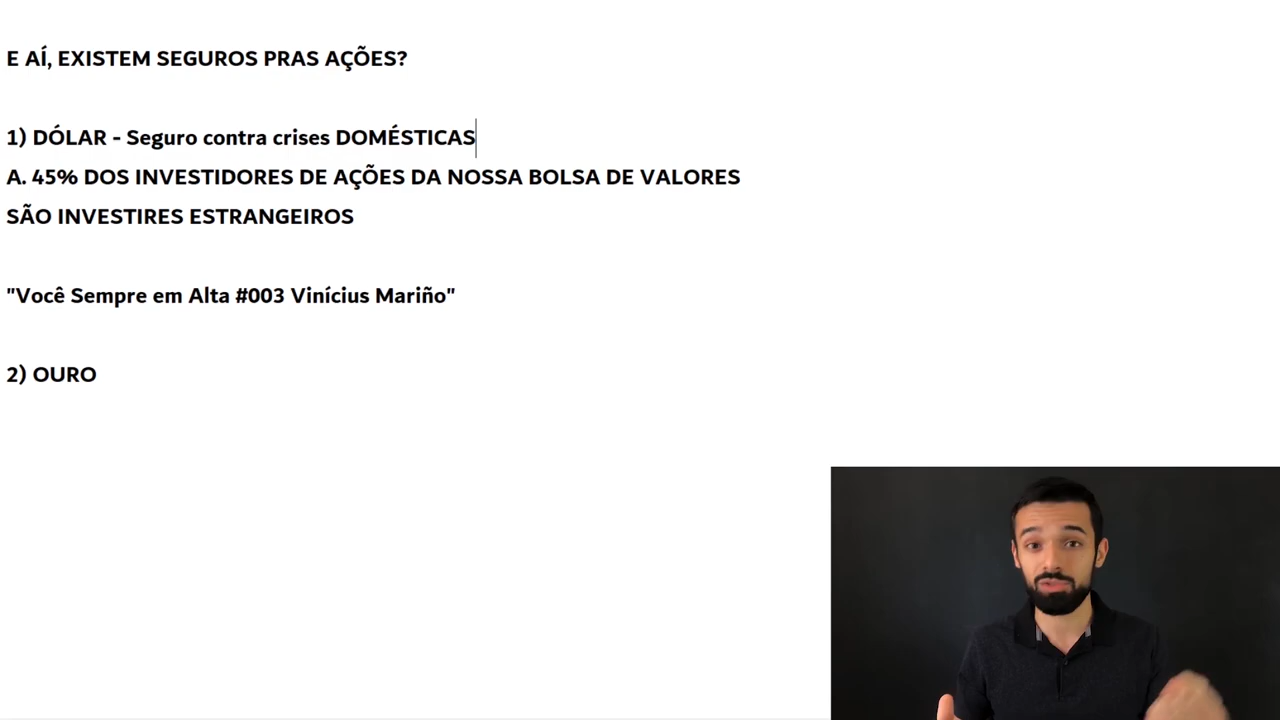 E AÍ, EXISTEM SEGUROS PRAS AÇÕES?
1) DÓLAR - Seguro contra crises DOMÉSTICAS
A. 45% DOS INVESTIDORES DE AÇÕES DA NOSSA BOLSA DE VALORES
SÃO INVESTIRES ESTRANGEIROS
"Você Sempre em Alta #003 Vinícius Mariño"
2) OURO